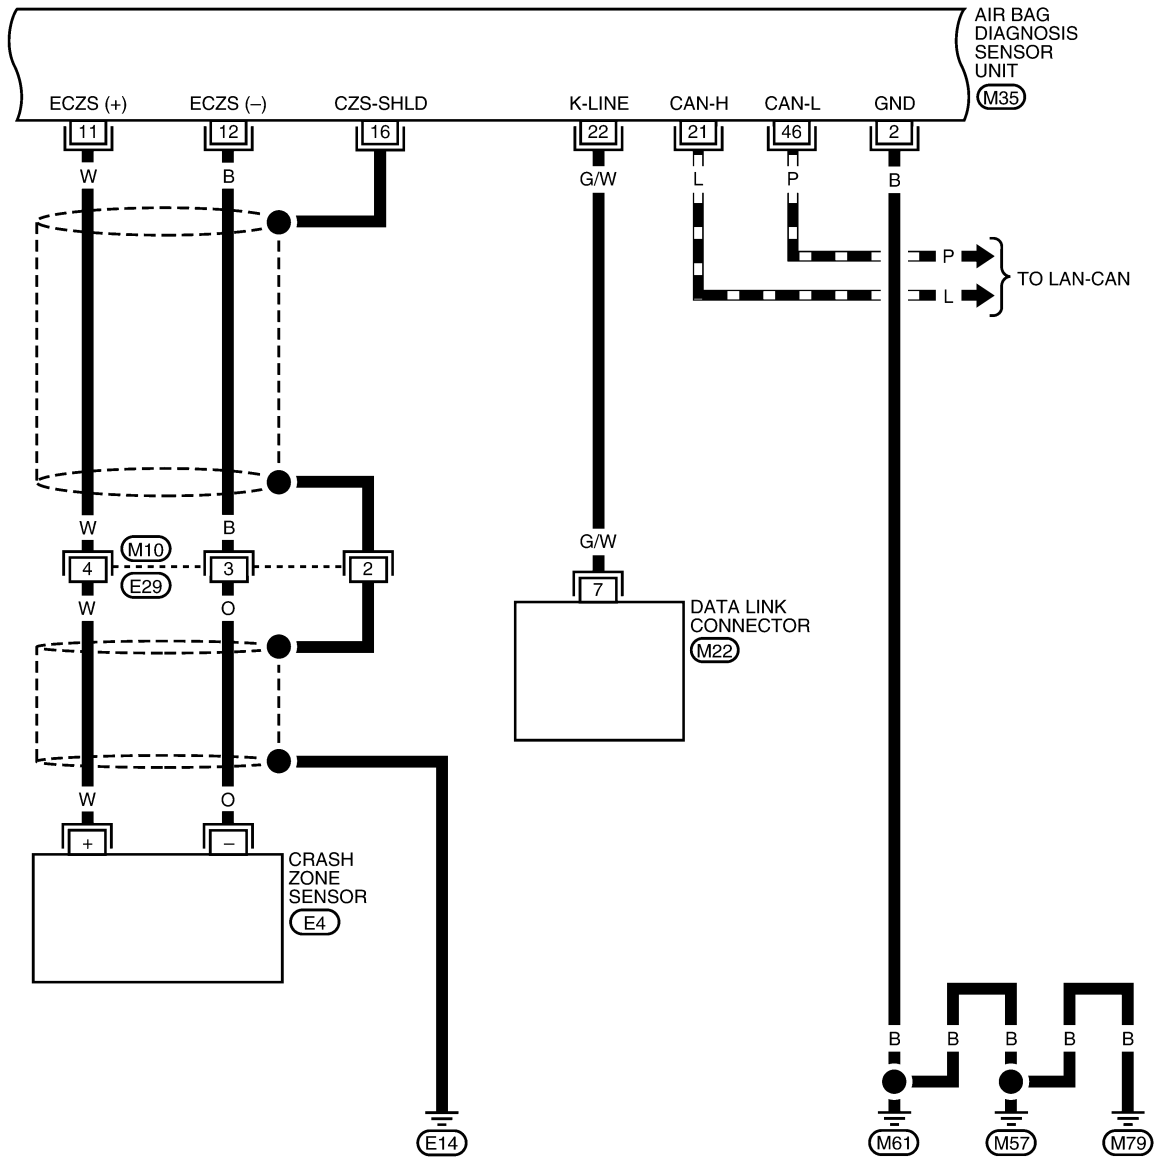 AIR BAG
DIAGNOSIS
SENSOR
UNIT
M35
ECZS (+)
ECZS (–)
CZS-SHLD
K-LINE
CAN-H
CAN-L
GND
11
12
16
22
21
46
2
W
B
G/W
L
P
B
P
L
TO LAN-CAN
W
B
G/W
M10
4
3
2
E29
7
W
O
DATA LINK
CONNECTOR
M22
W
O
+
–
CRASH
ZONE
SENSOR
E4
B
B
B
B
B
E14
M61
M57
M79